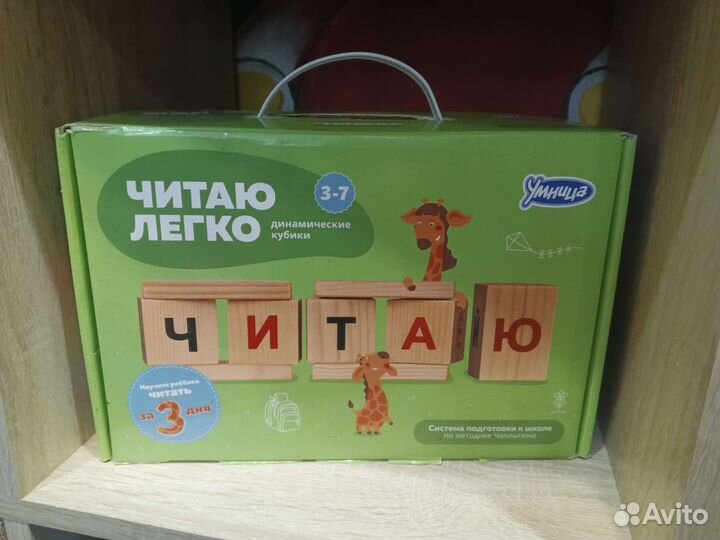 ЧИТАЮ
ЛЕГКО
динамические
кубики
3-7
Умница
ЧИТАЮ
Научите ребёнка
читать
за 3 дня
Система подготовки к школе
по методике Чаплыгина
Avito